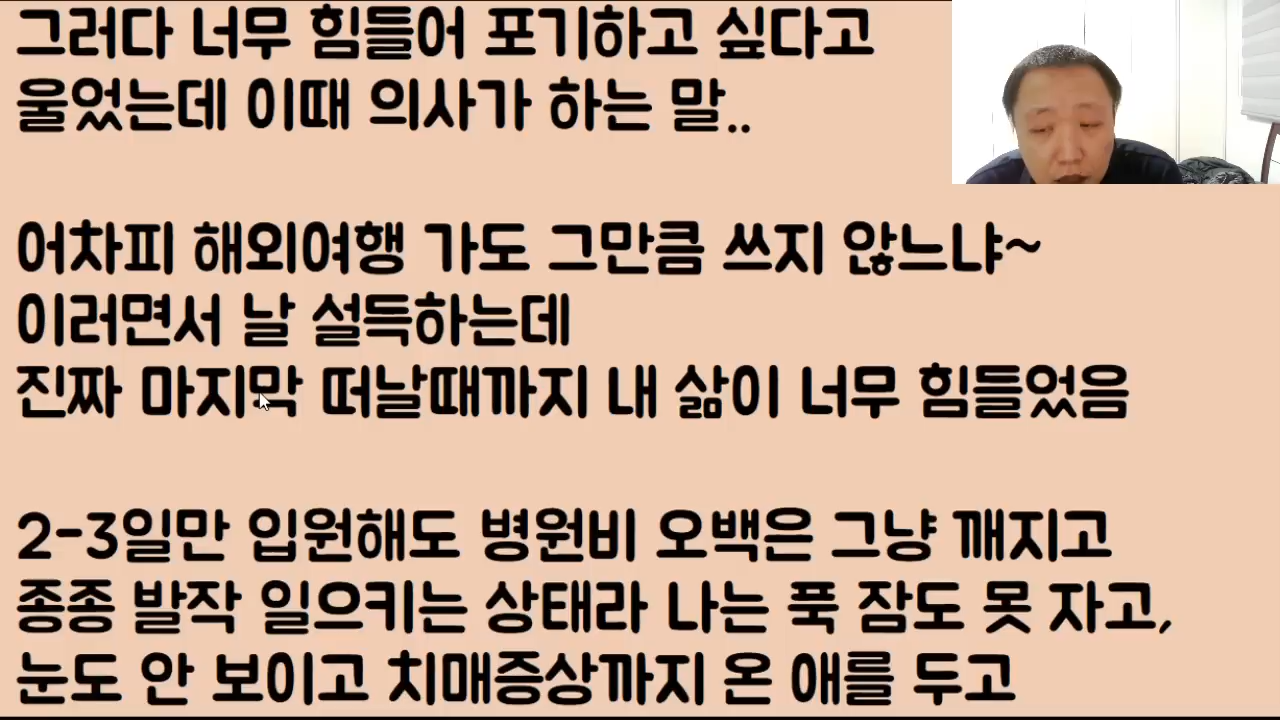 그러다 너무 힘들어 포기하고 싶다고
울었는데 이때 의사가 하는 말..
어차피 해외여행 가도 그만큼 쓰지 않느냐~
이러면서 날 설득하는데
진짜 마지막 떠날때까지 내 삶이 너무 힘들었음
2-3일만 입원해도 병원비 오백은 그냥 깨지고
종종 발작 일으키는 상태라 나는 푹 잠도 못 자고,
눈도 안 보이고 치매증상까지 온 애를 두고